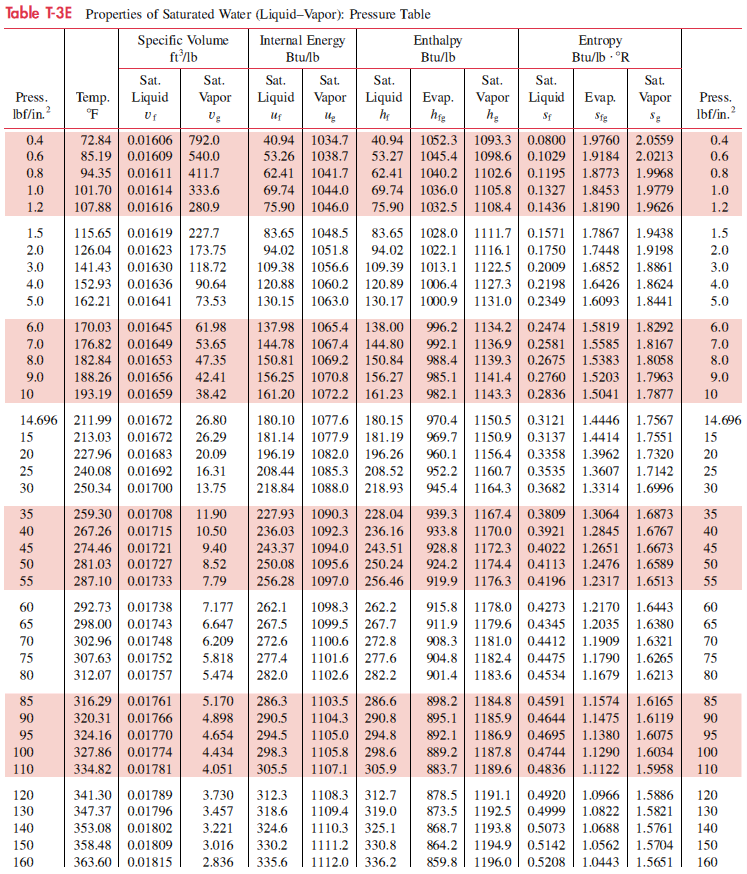 Table T-3E Properties of Saturated Water (Liquid–Vapor): Pressure Table
Specific Volume Internal Energy Enthalpy Entropy
ft³/lb Btu/lb Btu/lb Btu/lb · °R
Sat. Sat. Sat. Sat. Sat. Sat. Sat. Sat.
Press. Temp. Liquid Vapor Liquid Vapor Liquid Evap. Vapor Liquid Evap. Vapor Press.
lbf/in.² °F vf vg uf ug hf hfg hg sf sfg sg lbf/in.²
0.4 72.84 0.01606 792.0 40.94 1034.7 40.94 1052.3 1093.3 0.0800 1.9760 2.0559 0.4
0.6 85.19 0.01609 540.0 53.26 1038.7 53.27 1045.4 1098.6 0.1029 1.9184 2.0213 0.6
0.8 94.35 0.01611 411.7 62.41 1041.7 62.41 1040.2 1102.6 0.1195 1.8773 1.9968 0.8
1.0 101.70 0.01614 333.6 69.74 1044.0 69.74 1036.0 1105.8 0.1327 1.8453 1.9779 1.0
1.2 107.88 0.01616 280.9 75.90 1046.0 75.90 1032.5 1108.4 0.1436 1.8190 1.9626 1.2
1.5 115.65 0.01619 227.7 83.65 1048.5 83.65 1028.0 1111.7 0.1571 1.7867 1.9438 1.5
2.0 126.04 0.01623 173.75 94.02 1051.8 94.02 1022.1 1116.1 0.1750 1.7448 1.9198 2.0
3.0 141.43 0.01630 118.72 109.38 1056.6 109.39 1013.1 1122.5 0.2009 1.6852 1.8861 3.0
4.0 152.93 0.01636 90.64 120.88 1060.2 120.89 1006.4 1127.3 0.2198 1.6426 1.8624 4.0
5.0 162.21 0.01641 73.53 130.15 1063.0 130.17 1000.9 1131.0 0.2349 1.6093 1.8441 5.0
6.0 170.03 0.01645 61.98 137.98 1065.4 138.00 996.2 1134.2 0.2474 1.5819 1.8292 6.0
7.0 176.82 0.01649 53.65 144.78 1067.4 144.80 992.1 1136.9 0.2581 1.5585 1.8167 7.0
8.0 182.84 0.01653 47.35 150.81 1069.2 150.84 988.4 1139.3 0.2675 1.5383 1.8058 8.0
9.0 188.26 0.01656 42.41 156.25 1070.8 156.27 985.1 1141.4 0.2760 1.5203 1.7963 9.0
10 193.19 0.01659 38.42 161.20 1072.2 161.23 982.1 1143.3 0.2836 1.5041 1.7877 10
14.696 211.99 0.01672 26.80 180.10 1077.6 180.15 970.4 1150.5 0.3121 1.4446 1.7567 14.696
15 213.03 0.01672 26.29 181.14 1077.9 181.19 969.7 1150.9 0.3137 1.4414 1.7551 15
20 227.96 0.01683 20.09 196.19 1082.0 196.26 960.1 1156.4 0.3358 1.3962 1.7320 20
25 240.08 0.01692 16.31 208.44 1085.3 208.52 952.2 1160.7 0.3535 1.3607 1.7142 25
30 250.34 0.01700 13.75 218.84 1088.0 218.93 945.4 1164.3 0.3682 1.3314 1.6996 30
35 259.30 0.01708 11.90 227.93 1090.3 228.04 939.3 1167.4 0.3809 1.3064 1.6873 35
40 267.26 0.01715 10.50 236.03 1092.3 236.16 933.8 1170.0 0.3921 1.2845 1.6767 40
45 274.46 0.01721 9.40 243.37 1094.0 243.51 928.8 1172.3 0.4022 1.2651 1.6673 45
50 281.03 0.01727 8.52 250.08 1095.6 250.24 924.2 1174.4 0.4113 1.2476 1.6589 50
55 287.10 0.01733 7.79 256.28 1097.0 256.46 919.9 1176.3 0.4196 1.2317 1.6513 55
60 292.73 0.01738 7.177 262.1 1098.3 262.2 915.8 1178.0 0.4273 1.2170 1.6443 60
65 298.00 0.01743 6.647 267.5 1099.5 267.7 911.9 1179.6 0.4345 1.2035 1.6380 65
70 302.96 0.01748 6.209 272.6 1100.6 272.8 908.3 1181.0 0.4412 1.1909 1.6321 70
75 307.63 0.01752 5.818 277.4 1101.6 277.6 904.8 1182.4 0.4475 1.1790 1.6265 75
80 312.07 0.01757 5.474 282.0 1102.6 282.2 901.4 1183.6 0.4534 1.1679 1.6213 80
85 316.29 0.01761 5.170 286.3 1103.5 286.6 898.2 1184.8 0.4591 1.1574 1.6165 85
90 320.31 0.01766 4.898 290.5 1104.3 290.8 895.1 1185.9 0.4644 1.1475 1.6119 90
95 324.16 0.01770 4.654 294.5 1105.0 294.8 892.1 1186.9 0.4695 1.1380 1.6075 95
100 327.86 0.01774 4.434 298.3 1105.8 298.6 889.2 1187.8 0.4744 1.1290 1.6034 100
110 334.82 0.01781 4.051 305.5 1107.1 305.9 883.7 1189.6 0.4836 1.1122 1.5958 110
120 341.30 0.01789 3.730 312.3 1108.3 312.7 878.5 1191.1 0.4920 1.0966 1.5886 120
130 347.37 0.01796 3.457 318.6 1109.4 319.0 873.5 1192.5 0.4999 1.0822 1.5821 130
140 353.08 0.01802 3.221 324.6 1110.3 325.1 868.7 1193.8 0.5073 1.0688 1.5761 140
150 358.48 0.01809 3.016 330.2 1111.2 330.8 864.2 1194.9 0.5142 1.0562 1.5704 150
160 363.60 0.01815 2.836 335.6 1112.0 336.2 859.8 1196.0 0.5208 1.0443 1.5651 160